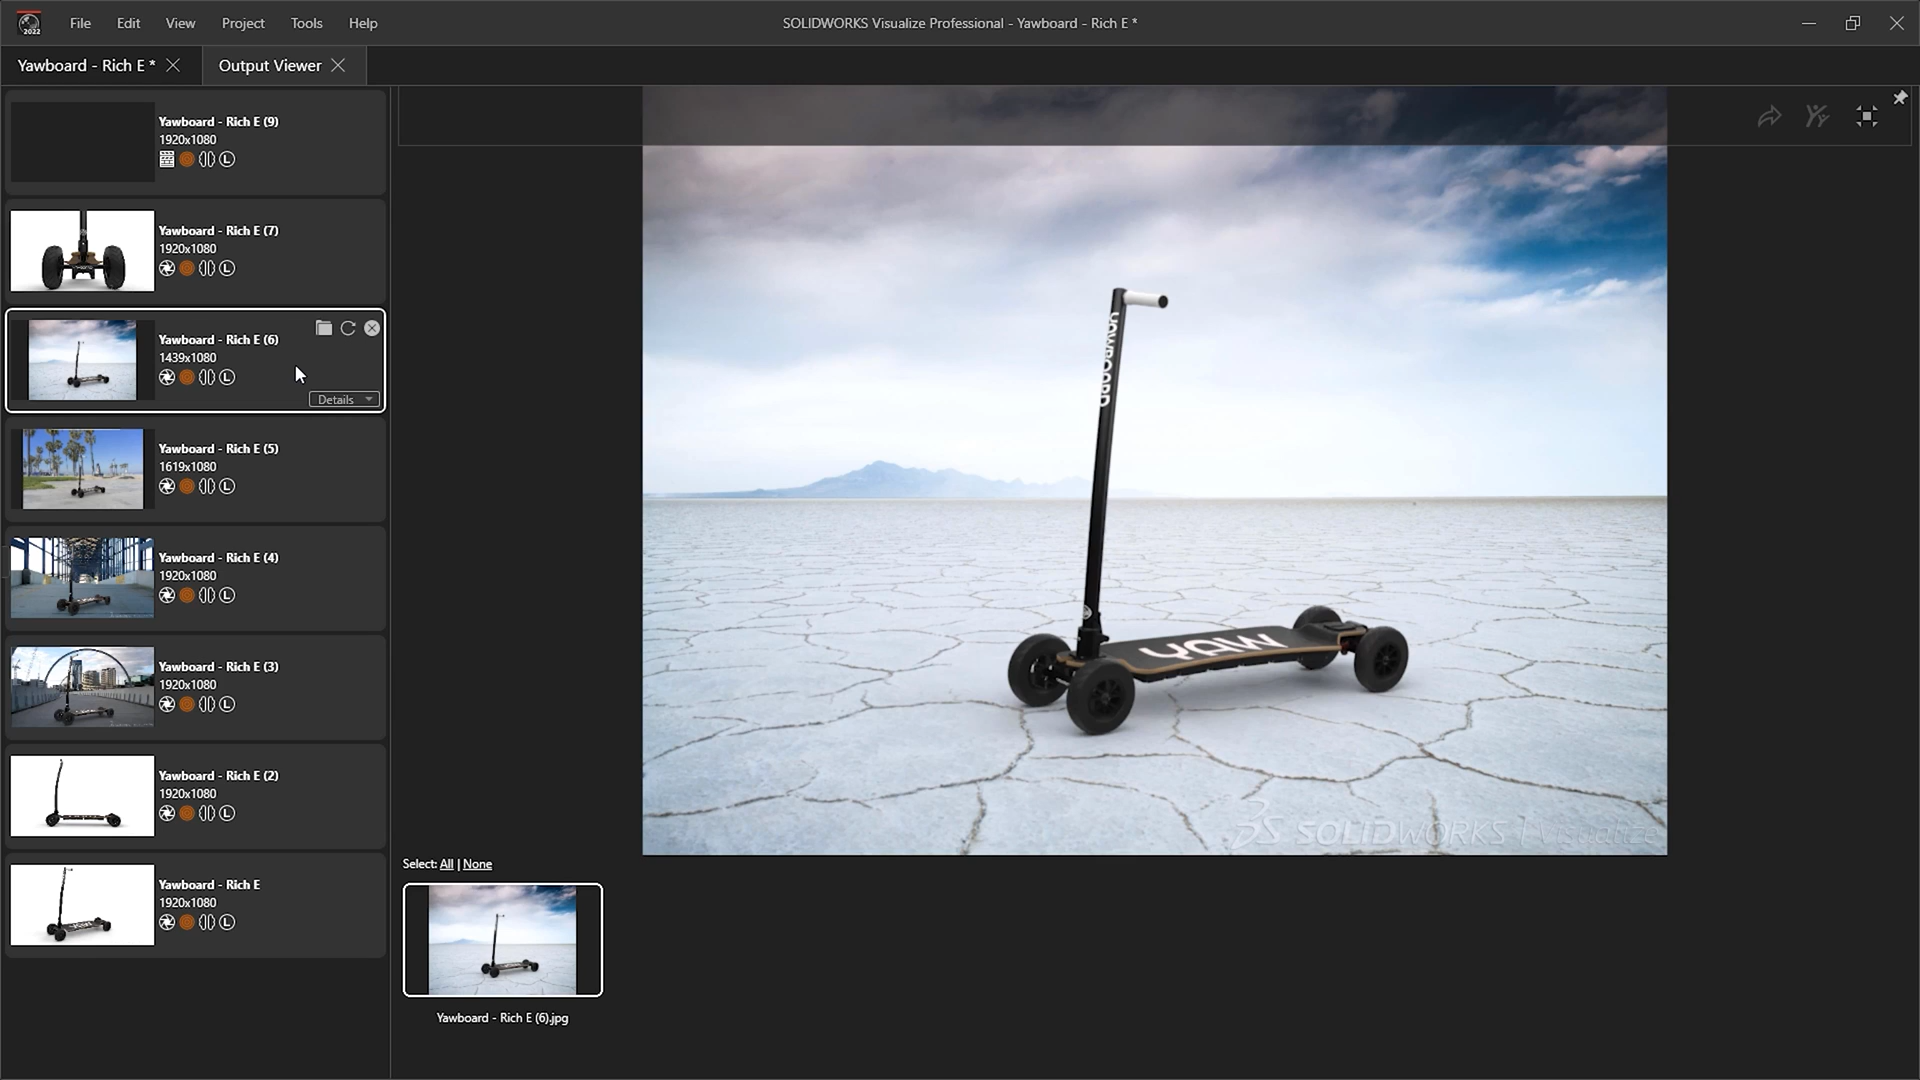 2022
File Edit View Project Tools Help
SOLIDWORKS Visualize Professional - Yawboard - Rich E *
Yawboard - Rich E *
Output Viewer
Yawboard - Rich E (9)
1920x1080
Yawboard - Rich E (7)
1920x1080
Yawboard - Rich E (6)
1439x1080
Details
Yawboard - Rich E (5)
1619x1080
Yawboard - Rich E (4)
1920x1080
Yawboard - Rich E (3)
1920x1080
Yawboard - Rich E (2)
1920x1080
Yawboard - Rich E
1920x1080
YAWBOARD
YAW
SOLIDWORKS | Visualize
Select: All | None
Yawboard - Rich E (6).jpg